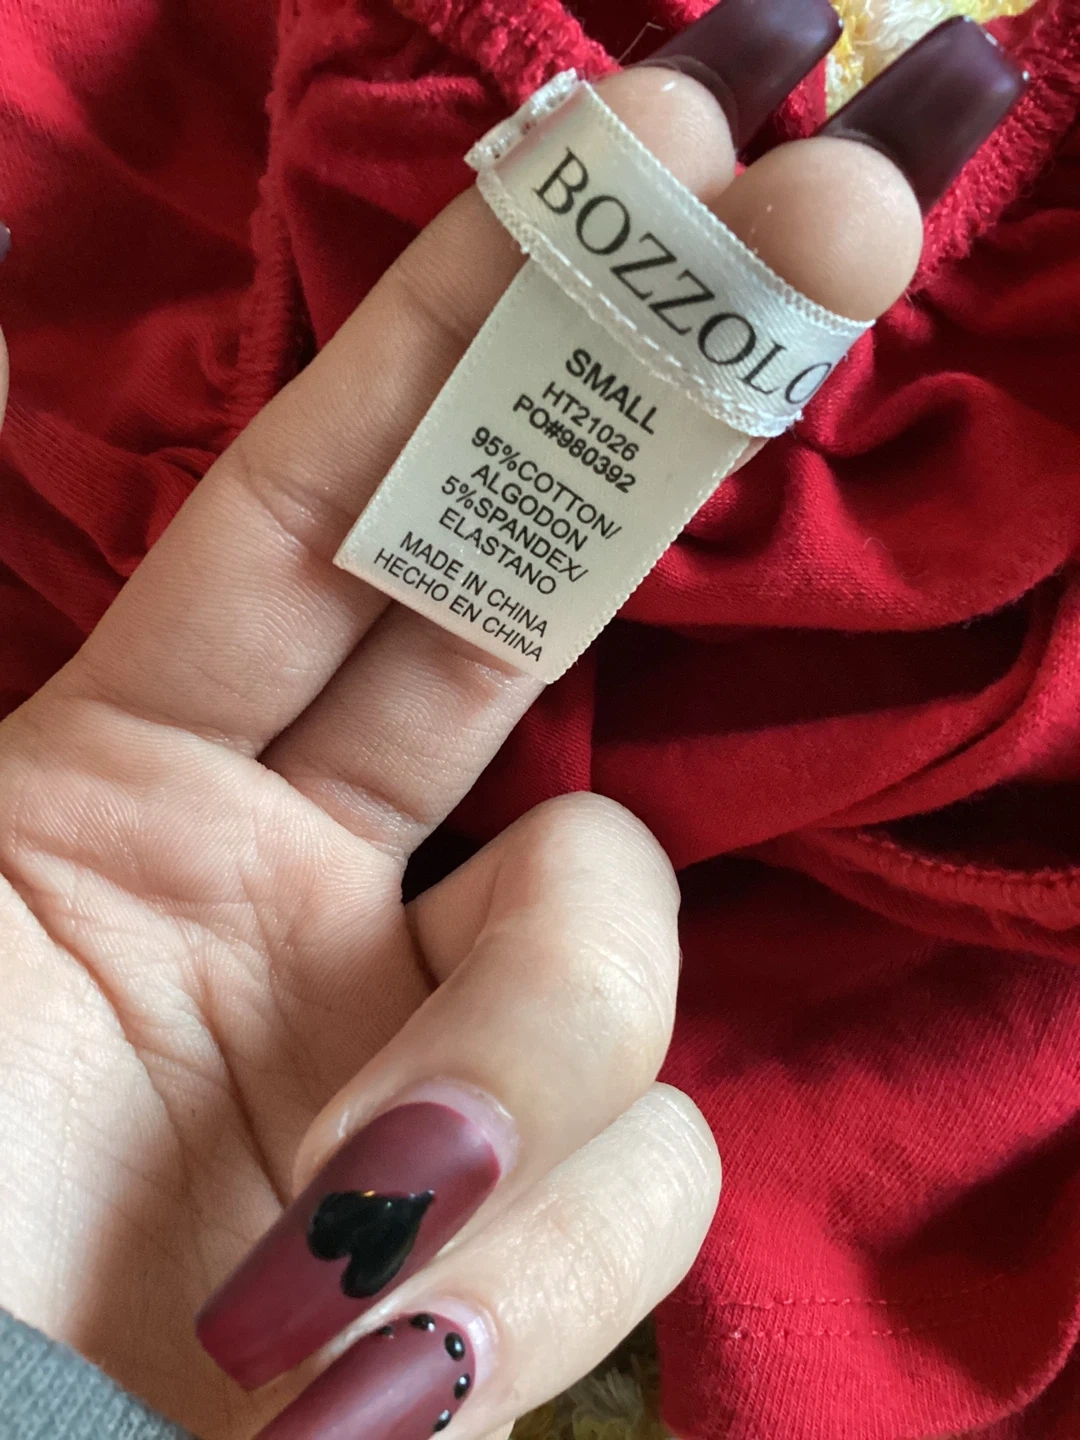 BOZZOLO
SMALL
HT21026
PO#980392
95%COTTON/
ALGODON
5%SPANDEX/
ELASTANO
MADE IN CHINA
HECHO EN CHINA